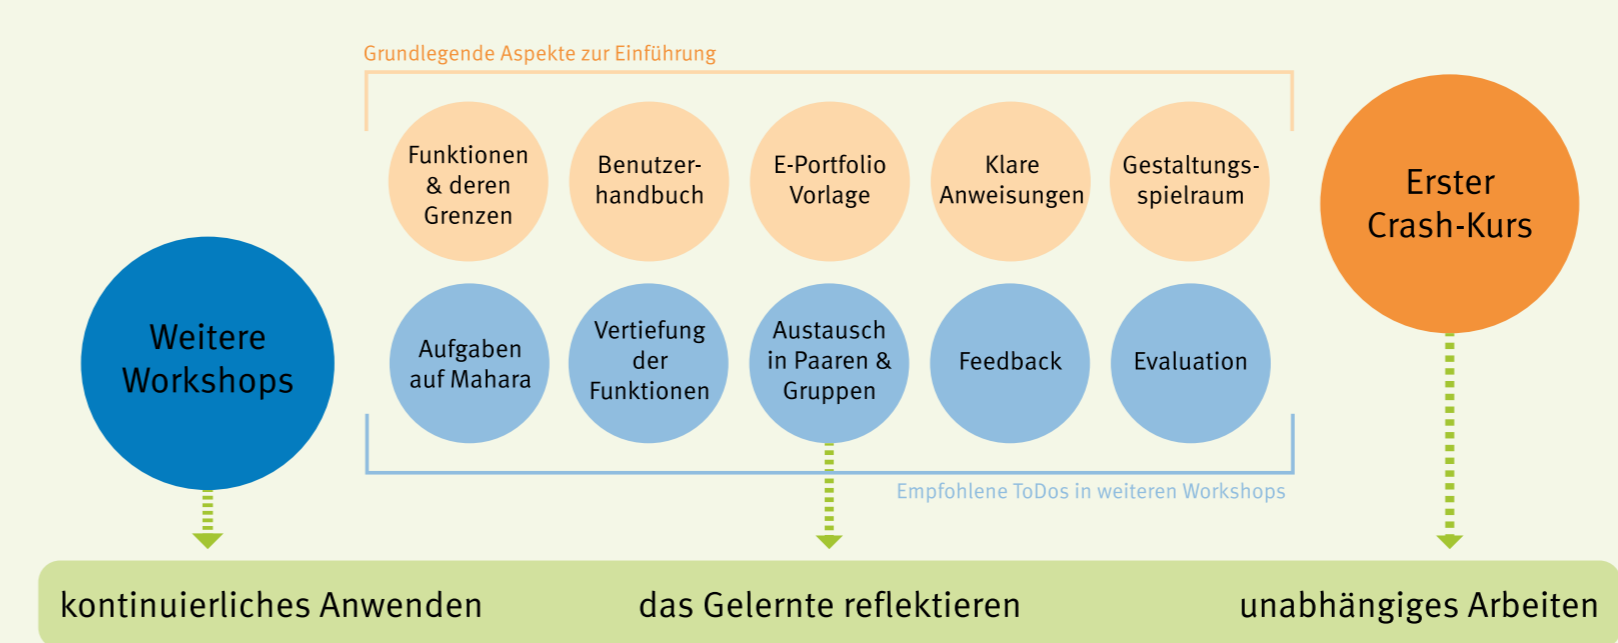 Grundlegende Aspekte zur Einführung
Funktionen
& deren
Grenzen
Benutzer-
handbuch
E-Portfolio
Vorlage
Klare
Anweisungen
Gestaltungs-
spielraum
Erster
Crash-Kurs
Weitere
Workshops
Aufgaben
auf Mahara
Vertiefung
der
Funktionen
Austausch
in Paaren &
Gruppen
Feedback
Evaluation
Empfohlene ToDos in weiteren Workshops
kontinuierliches Anwenden
das Gelernte reflektieren
unabhängiges Arbeiten